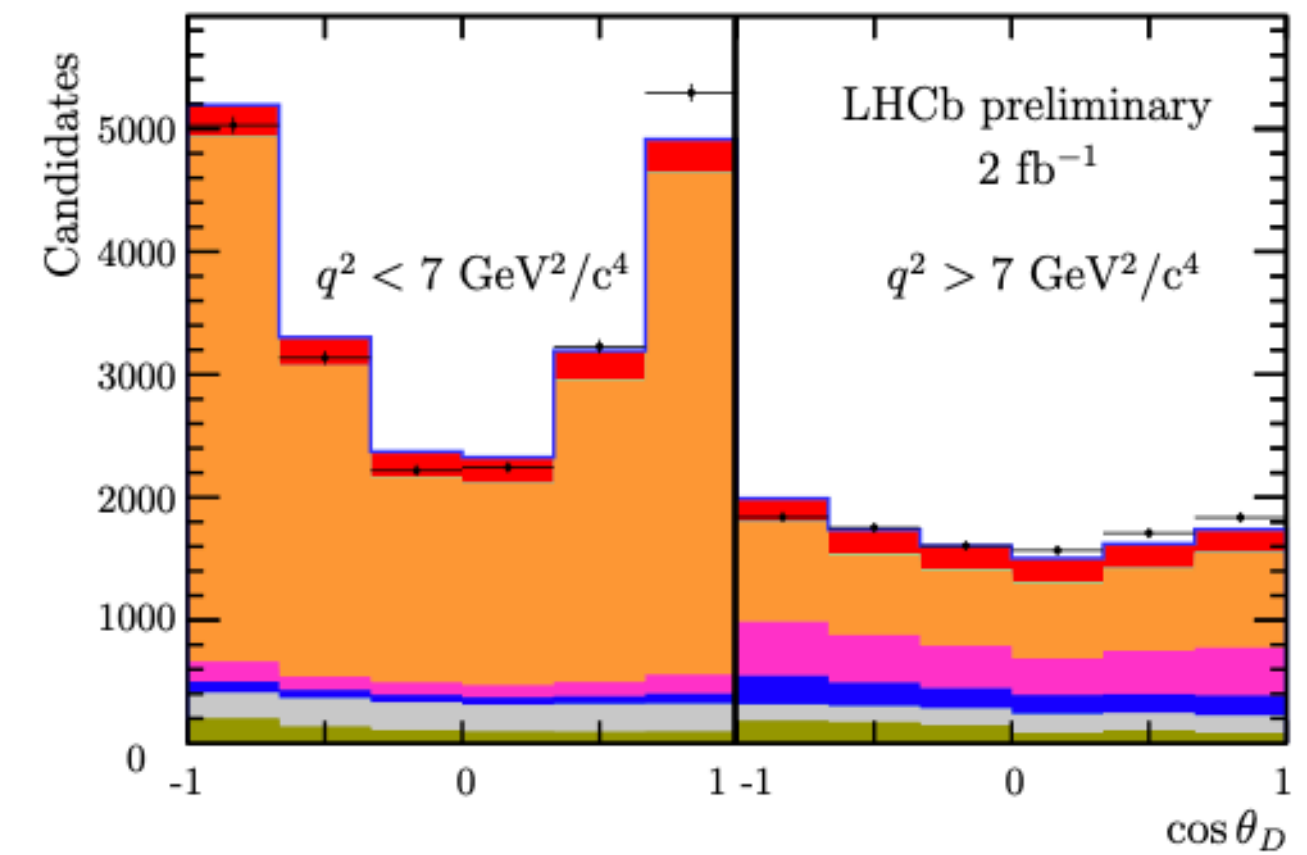 Candidates
5000
4000
3000
2000
1000
0
LHCb preliminary
2 fb⁻¹
q² < 7 GeV²/c⁴
q² > 7 GeV²/c⁴
-1 0 1 -1 0 1
cos θ_D